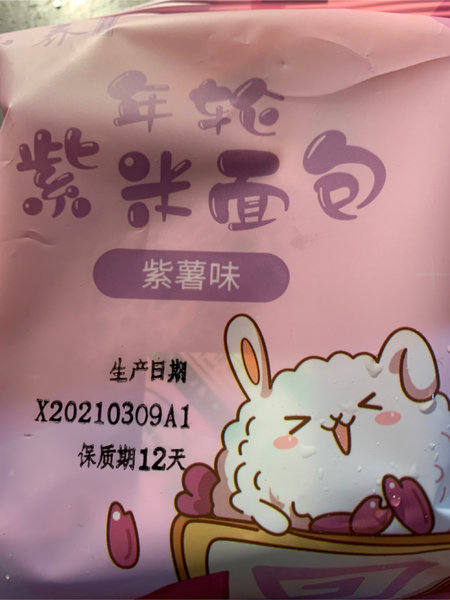 年轮
紫米面包
紫薯味
生产日期
X20210309A1
保质期12天